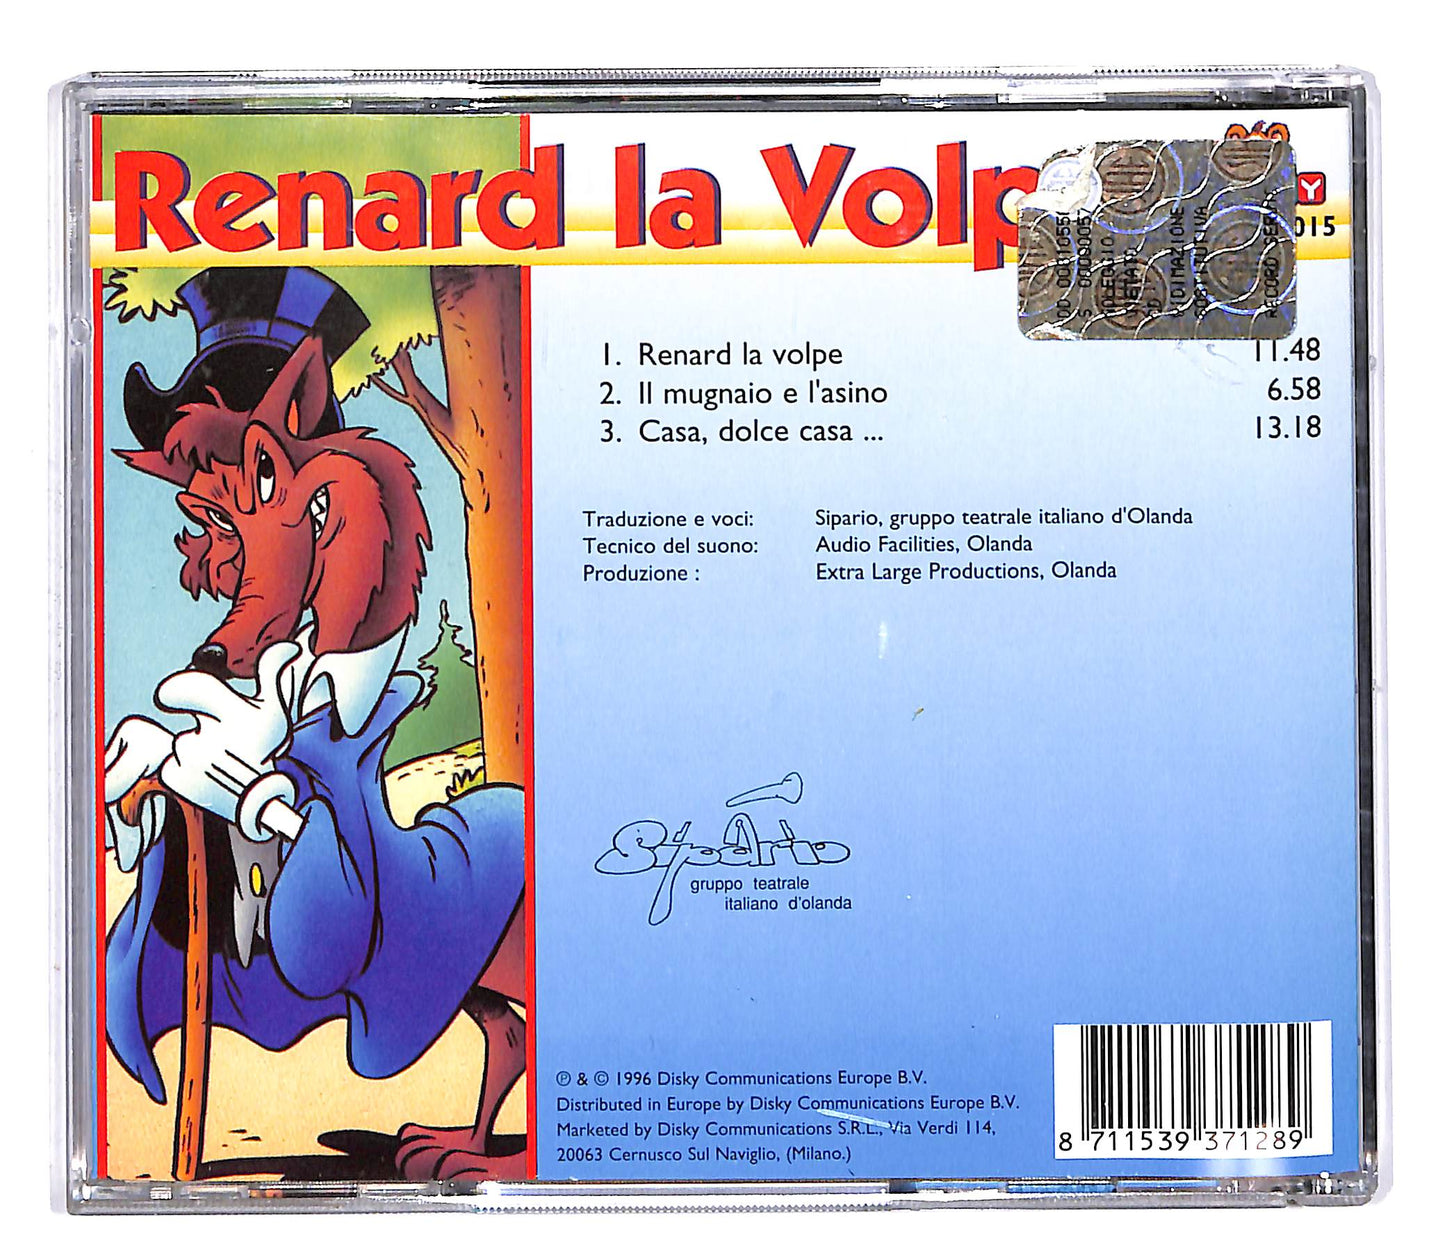 Renard la Volp
Y
015
1. Renard la volpe 11.48
2. Il mugnaio e l'asino 6.58
3. Casa, dolce casa ... 13.18
Traduzione e voci: Sipario, gruppo teatrale italiano d'Olanda
Tecnico del suono: Audio Facilities, Olanda
Produzione : Extra Large Productions, Olanda
Sipario
gruppo teatrale
italiano d'olanda
℗ & © 1996 Disky Communications Europe B.V.
Distributed in Europe by Disky Communications Europe B.V.
Marketed by Disky Communications S.R.L., Via Verdi 114,
20063 Cernusco Sul Naviglio, (Milano.)
8 711539 371289